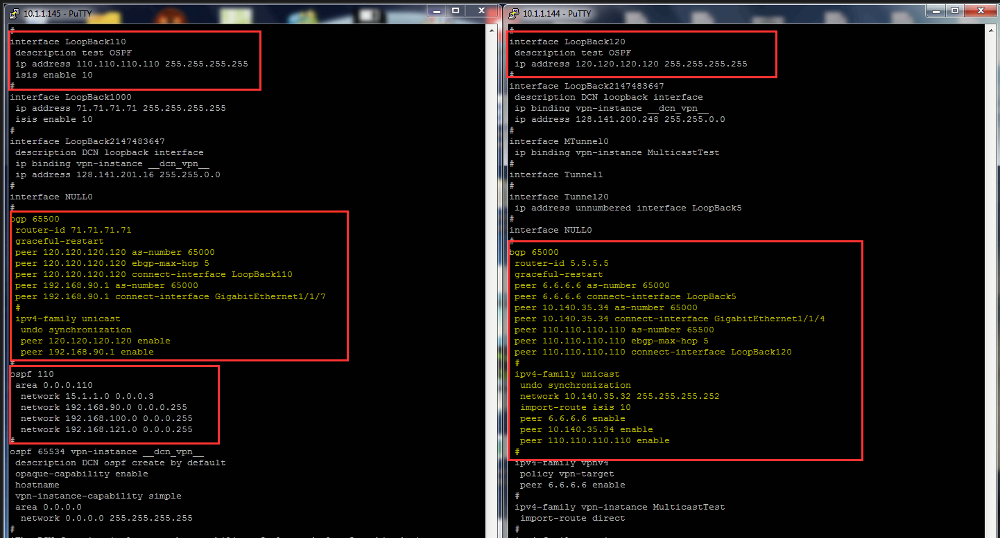 10.1.1.145 - PuTTY
#
interface LoopBack110
description test OSPF
ip address 110.110.110.110 255.255.255.255
isis enable 10
#
interface LoopBack1000
ip address 71.71.71.71 255.255.255.255
isis enable 10
#
interface LoopBack2147483647
description DCN loopback interface
ip binding vpn-instance __dcn_vpn__
ip address 128.141.201.16 255.255.0.0
#
interface NULL0
#
bgp 65500
router-id 71.71.71.71
graceful-restart
peer 120.120.120.120 as-number 65000
peer 120.120.120.120 ebgp-max-hop 5
peer 120.120.120.120 connect-interface LoopBack110
peer 192.168.90.1 as-number 65000
peer 192.168.90.1 connect-interface GigabitEthernet1/1/7
#
ipv4-family unicast
undo synchronization
peer 120.120.120.120 enable
peer 192.168.90.1 enable
#
ospf 110
area 0.0.0.110
network 15.1.1.0 0.0.0.3
network 192.168.90.0 0.0.0.255
network 192.168.100.0 0.0.0.255
network 192.168.121.0 0.0.0.255
#
ospf 65534 vpn-instance __dcn_vpn__
description DCN ospf create by default
opaque-capability enable
hostname
vpn-instance-capability simple
area 0.0.0.0
network 0.0.0.0 255.255.255.255
#
10.1.1.144 - PuTTY
#
interface LoopBack120
description test OSPF
ip address 120.120.120.120 255.255.255.255
#
interface LoopBack2147483647
description DCN loopback interface
ip binding vpn-instance __dcn_vpn__
ip address 128.141.200.248 255.255.0.0
#
interface MTunnel0
ip binding vpn-instance MulticastTest
#
interface Tunnel1
#
interface Tunnel20
ip address unnumbered interface LoopBack5
#
interface NULL0
#
bgp 65000
router-id 5.5.5.5
graceful-restart
peer 6.6.6.6 as-number 65000
peer 6.6.6.6 connect-interface LoopBack5
peer 10.140.35.34 as-number 65000
peer 10.140.35.34 connect-interface GigabitEthernet1/1/4
peer 110.110.110.110 as-number 65500
peer 110.110.110.110 ebgp-max-hop 5
peer 110.110.110.110 connect-interface LoopBack120
#
ipv4-family unicast
undo synchronization
network 10.140.35.32 255.255.255.252
import-route isis 10
peer 6.6.6.6 enable
peer 10.140.35.34 enable
peer 110.110.110.110 enable
#
ipv4-family vpnv4
policy vpn-target
peer 6.6.6.6 enable
#
ipv4-family vpn-instance MulticastTest
import-route direct
#